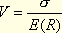 V = σ / E(R)